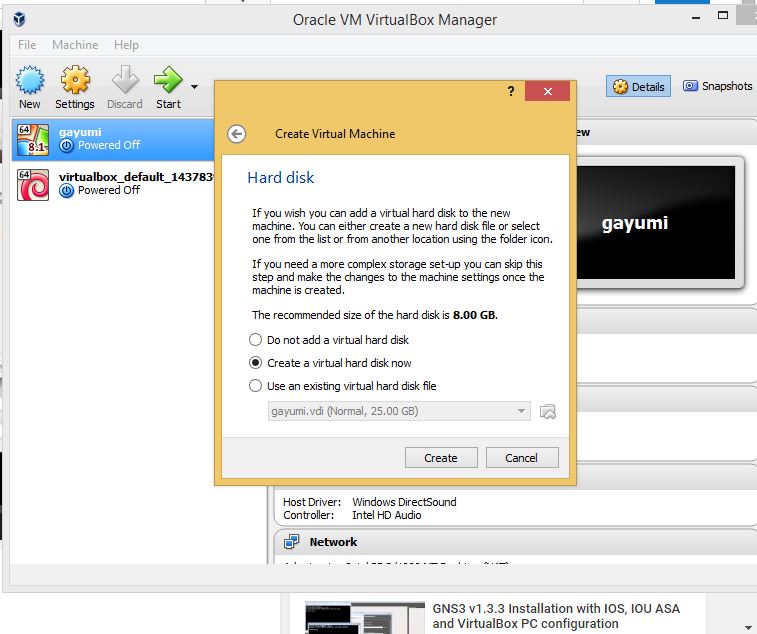 Oracle VM VirtualBox Manager
File Machine Help
New Settings Discard Start
Details Snapshots
64
8.1
gayumi
Powered Off
64
virtualbox_default_14378
Powered Off
?
Create Virtual Machine
Hard disk
If you wish you can add a virtual hard disk to the new
machine. You can either create a new hard disk file or select
one from the list or from another location using the folder icon.
If you need a more complex storage set-up you can skip this
step and make the changes to the machine settings once the
machine is created.
The recommended size of the hard disk is 8.00 GB.
Do not add a virtual hard disk
Create a virtual hard disk now
Use an existing virtual hard disk file
gayumi.vdi (Normal, 25.00 GB)
Create Cancel
ew
gayumi
Host Driver: Windows DirectSound
Controller: Intel HD Audio
Network
GNS3 v1.3.3 Installation with IOS, IOU ASA
and VirtualBox PC configuration